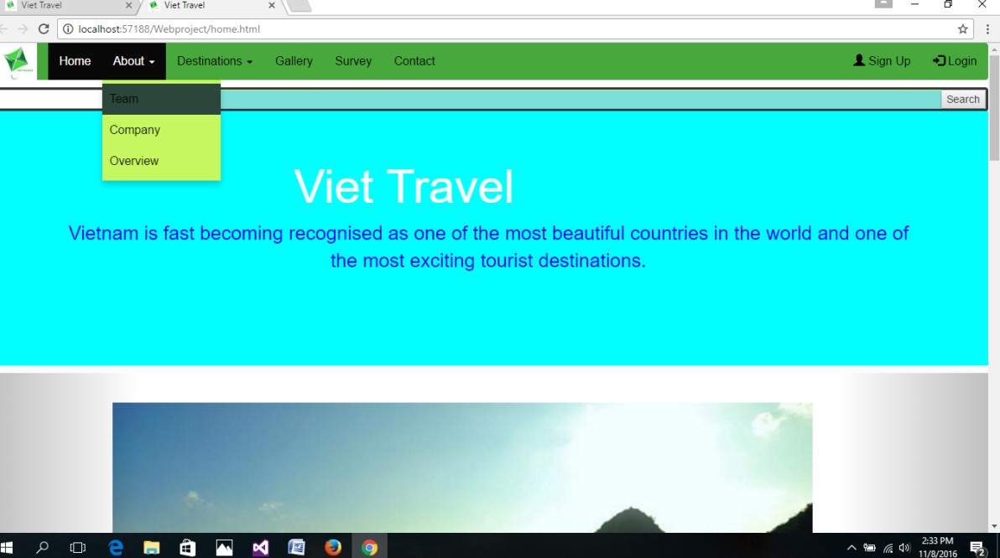 Viet Travel
Viet Travel
localhost:57188/Webproject/home.html
Home About Destinations Gallery Survey Contact Sign Up Login
Search
Team
Company
Overview
Viet Travel
Vietnam is fast becoming recognised as one of the most beautiful countries in the world and one of
the most exciting tourist destinations.
2:33 PM
11/8/2016
2